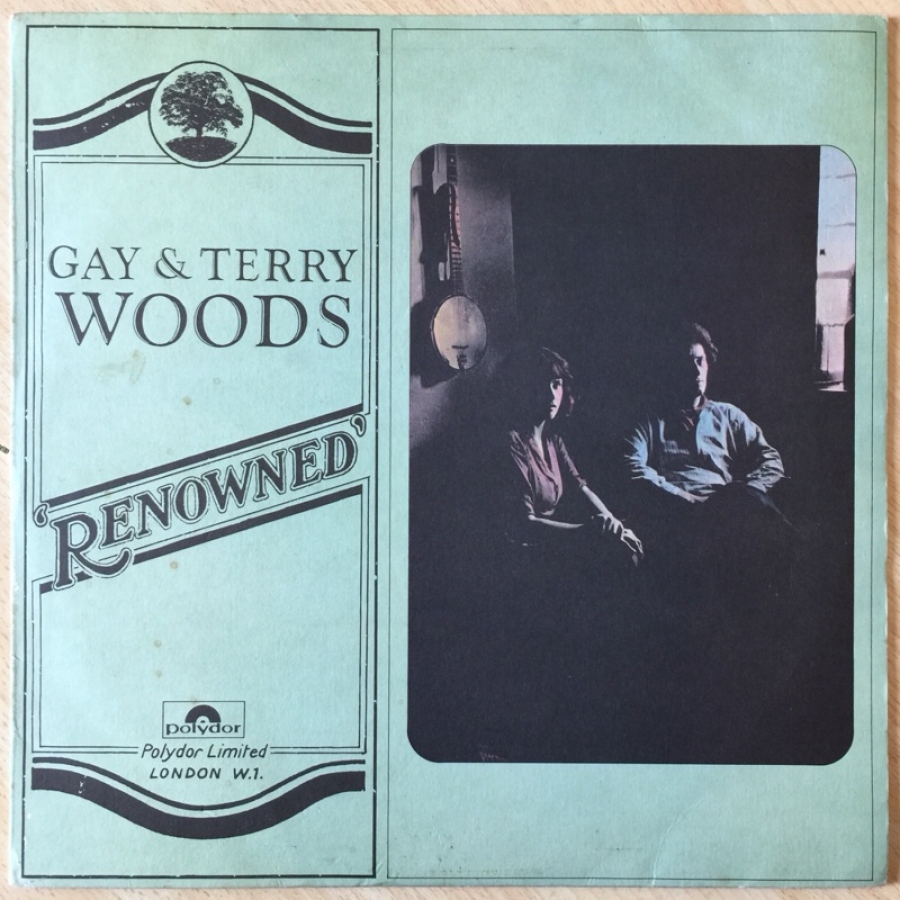 GAY & TERRY
WOODS
'RENOWNED'
polydor
Polydor Limited
LONDON W.1.